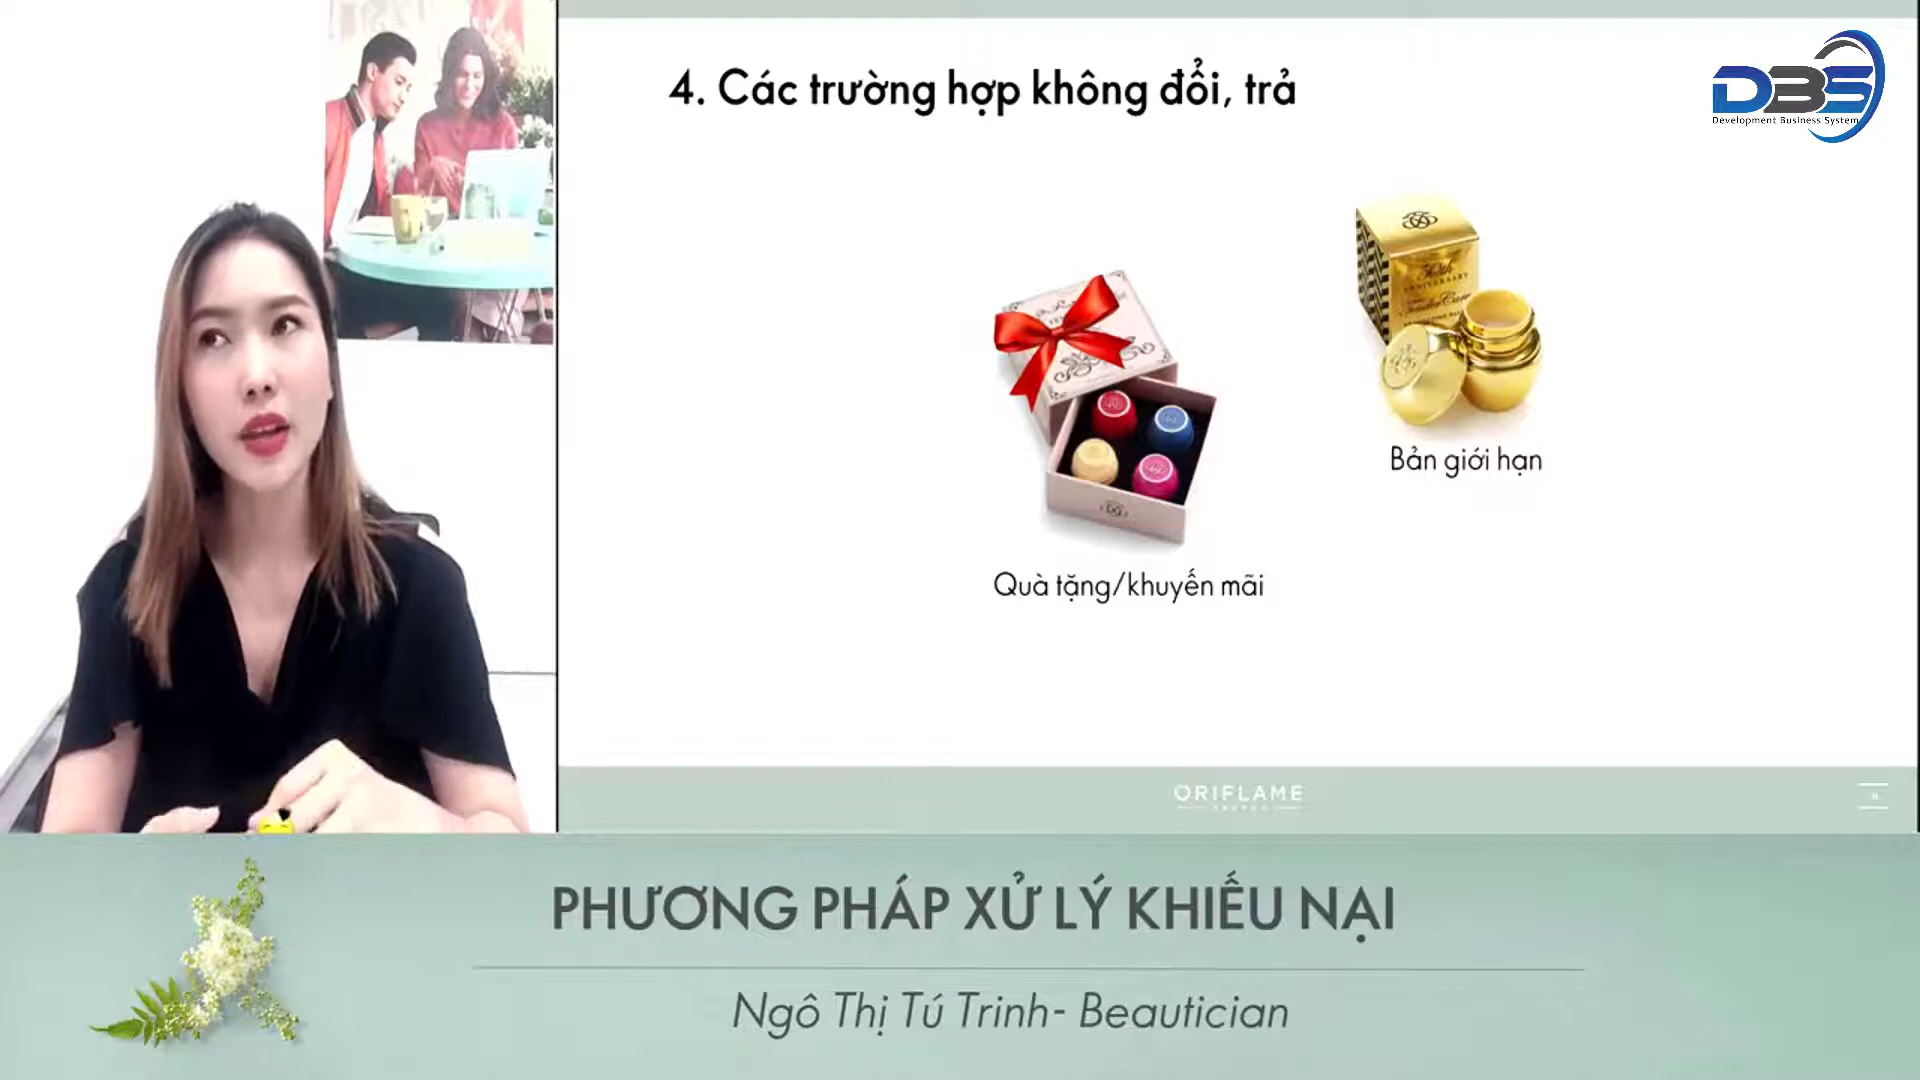 4. Các trường hợp không đổi, trả
DBS
Development Business System
Bản giới hạn
Quà tặng/khuyến mãi
ORIFLAME
PHƯƠNG PHÁP XỬ LÝ KHIẾU NẠI
Ngô Thị Tú Trinh- Beautician